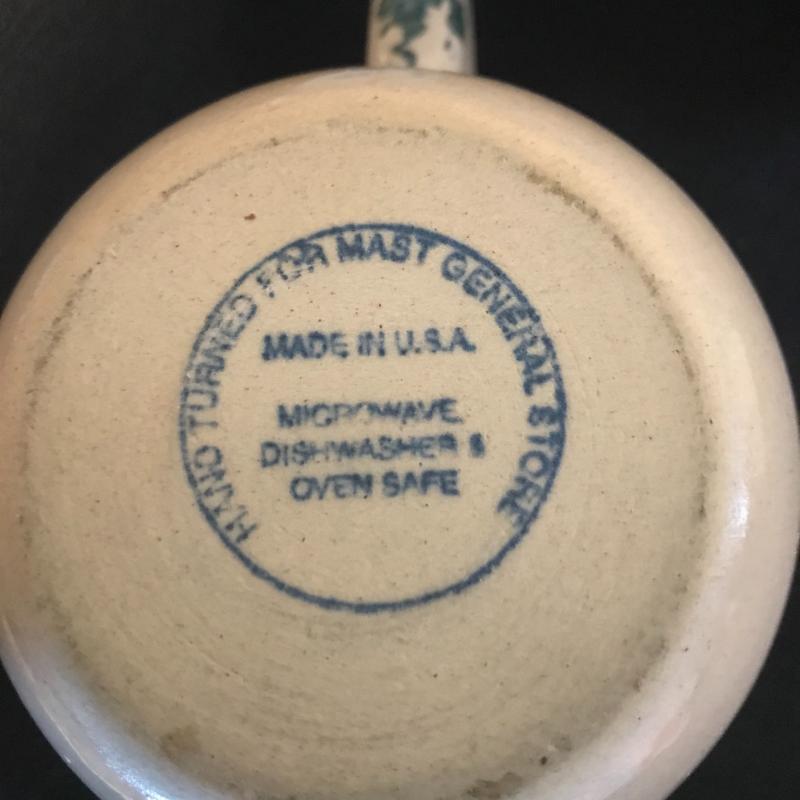 HAND TURNED FOR MAST GENERAL STORE
MADE IN U.S.A.
MICROWAVE,
DISHWASHER &
OVEN SAFE